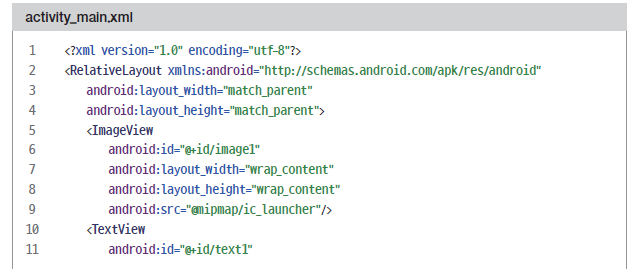 activity_main.xml
1 <?xml version="1.0" encoding="utf-8"?>
2 <RelativeLayout xmlns:android="http://schemas.android.com/apk/res/android"
3 android:layout_width="match_parent"
4 android:layout_height="match_parent">
5 <ImageView
6 android:id="@+id/image1"
7 android:layout_width="wrap_content"
8 android:layout_height="wrap_content"
9 android:src="@mipmap/ic_launcher"/>
10 <TextView
11 android:id="@+id/text1"